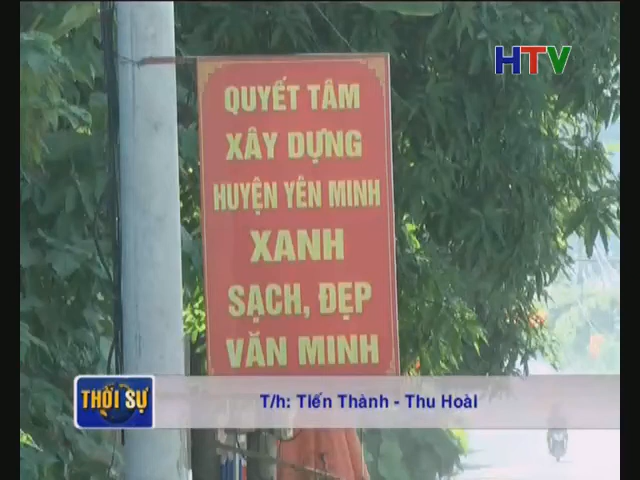 HTV
QUYẾT TÂM
XÂY DỰNG
HUYỆN YÊN MINH
XANH
SẠCH, ĐẸP
VĂN MINH
THỜI SỰ
T/h: Tiến Thành - Thu Hoài